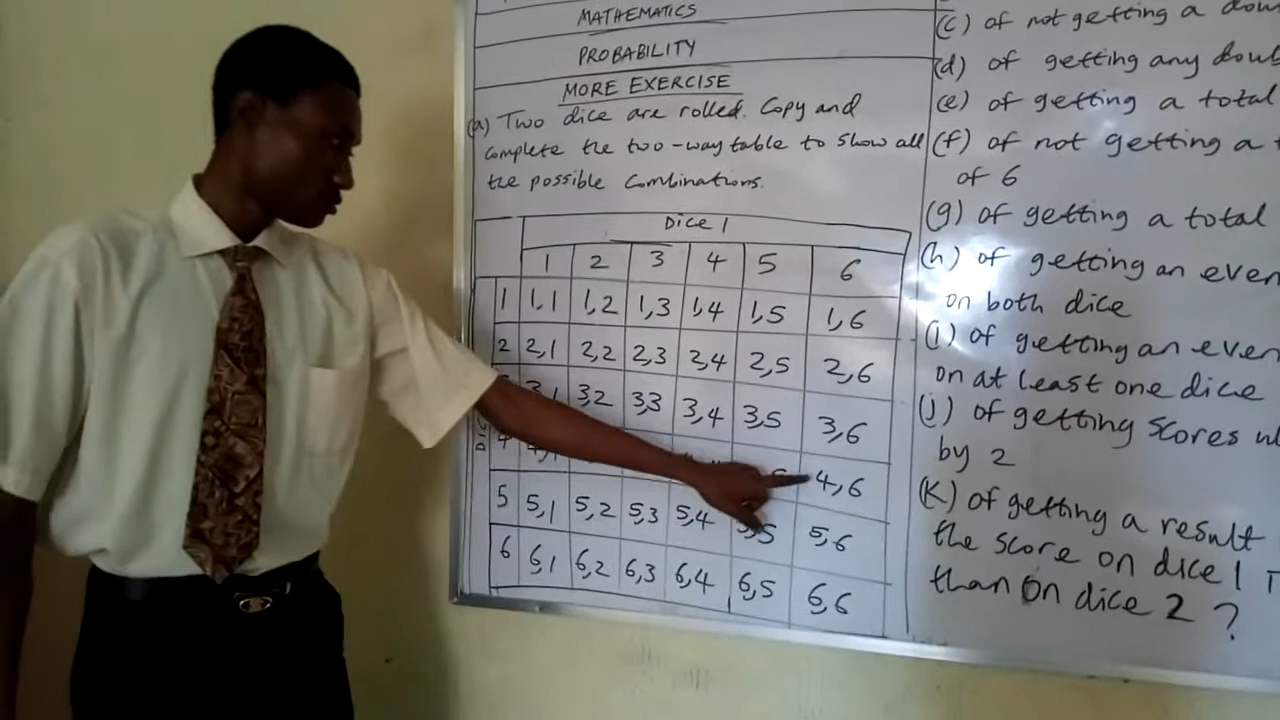 MATHEMATICS
PROBABILITY
MORE EXERCISE
(a) Two dice are rolled. Copy and
complete the two-way table to show all
the possible combinations.
Dice 1
1 2 3 4 5 6
1 1,1 1,2 1,3 1,4 1,5 1,6
2 2,1 2,2 2,3 2,4 2,5 2,6
3,2 3,3 3,4 3,5 3,6
4,6
5 5,1 5,2 5,3 5,4 5,5 5,6
6 6,1 6,2 6,3 6,4 6,5 6,6
(c) of not getting a
(d) of getting any
(e) of getting a total
(f) of not getting a
of 6
(g) of getting a total
(h) of getting an even
on both dice
(i) of getting an even
on at least one dice
(j) of getting scores
by 2
(k) of getting a result
the score on dice 1
than on dice 2 ?